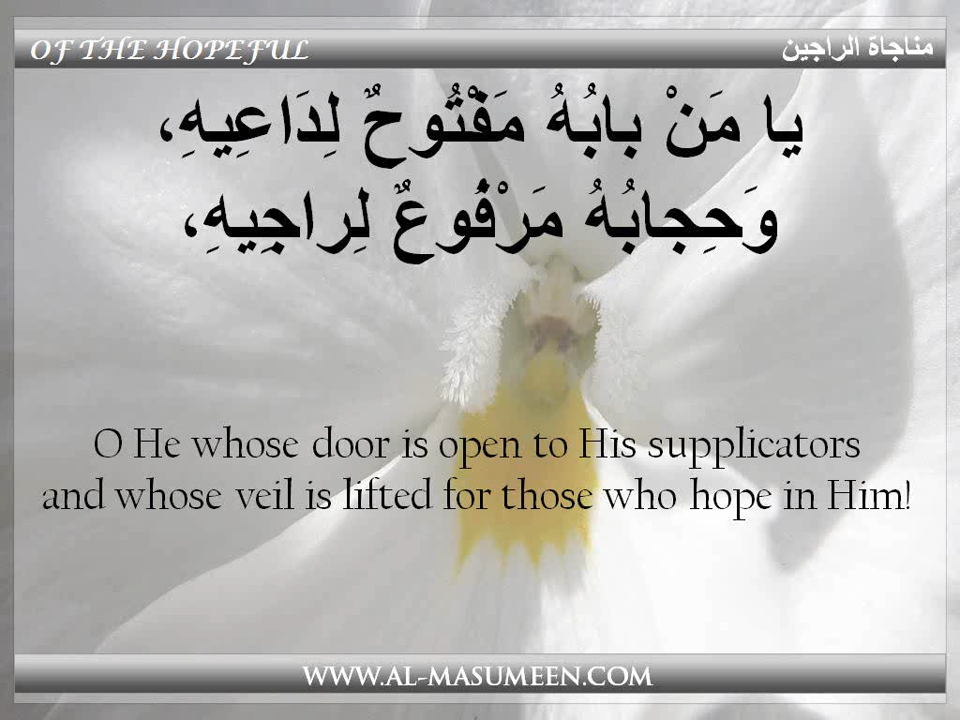 OF THE HOPEFUL
مناجاة الراجين
يا مَنْ بابُهُ مَفْتُوحٌ لِدَاعِيهِ،
وَحِجابُهُ مَرْفُوعٌ لِراجِيهِ،
O He whose door is open to His supplicators
and whose veil is lifted for those who hope in Him!
WWW.AL-MASUMEEN.COM